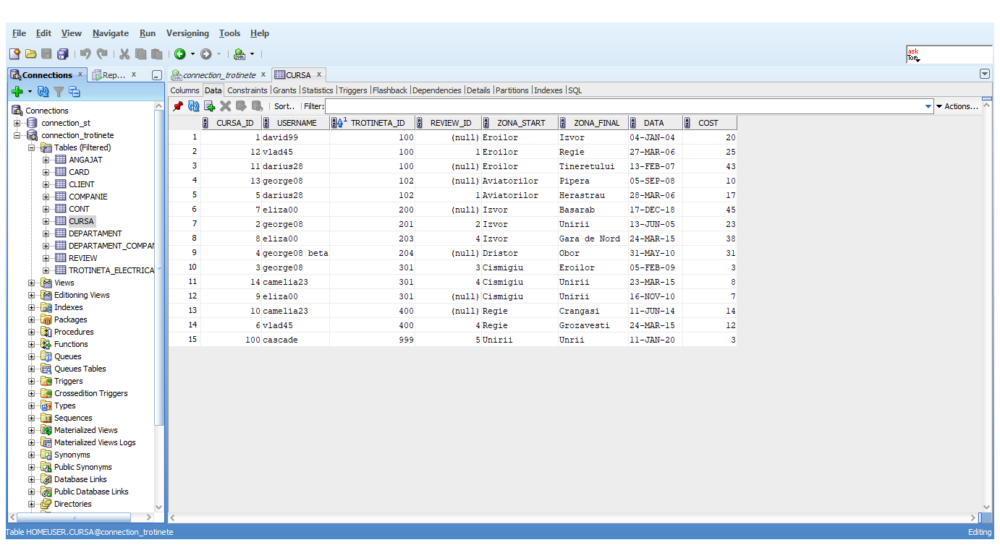 File Edit View Navigate Run Versioning Tools Help
ask
Tom
Connections x Rep... x connection_trotinete x CURSA x
Columns Data Constraints Grants Statistics Triggers Flashback Dependencies Details Partitions Indexes SQL
Sort.. Filter: Actions...
Connections
connection_st
connection_trotinete
Tables (Filtered)
ANGAJAT
CARD
CLIENT
COMPANIE
CONT
CURSA
DEPARTAMENT
DEPARTAMENT_COMPAN
REVIEW
TROTINETA_ELECTRICA
Views
Editioning Views
Indexes
Packages
Procedures
Functions
Queues
Queues Tables
Triggers
Crossedition Triggers
Types
Sequences
Materialized Views
Materialized Views Logs
Synonyms
Public Synonyms
Database Links
Public Database Links
Directories
CURSA_ID USERNAME 1 TROTINETA_ID REVIEW_ID ZONA_START ZONA_FINAL DATA COST
1 1 david99 100 (null) Eroilor Izvor 04-JAN-04 20
2 12 vlad45 100 1 Eroilor Regie 27-MAR-06 25
3 11 darius28 100 (null) Eroilor Tineretului 13-FEB-07 43
4 13 george08 102 (null) Aviatorilor Pipera 05-SEP-08 10
5 5 darius28 102 1 Aviatorilor Herastrau 28-MAR-06 17
6 7 eliza00 200 (null) Izvor Basarab 17-DEC-18 45
7 2 george08 201 2 Izvor Unirii 13-JUN-05 23
8 8 eliza00 203 4 Izvor Gara de Nord 24-MAR-15 38
9 4 george08 beta 204 (null) Dristor Obor 31-MAY-10 31
10 3 george08 301 3 Cismigiu Eroilor 05-FEB-09 3
11 14 camelia23 301 4 Cismigiu Unirii 23-MAR-15 8
12 9 eliza00 301 (null) Cismigiu Unirii 16-NOV-10 7
13 10 camelia23 400 (null) Regie Crangasi 11-JUN-14 14
14 6 vlad45 400 4 Regie Grozavesti 24-MAR-15 12
15 100 cascade 999 5 Unirii Unrii 11-JAN-20 3
Table HOMEUSER.CURSA@connection_trotinete Editing